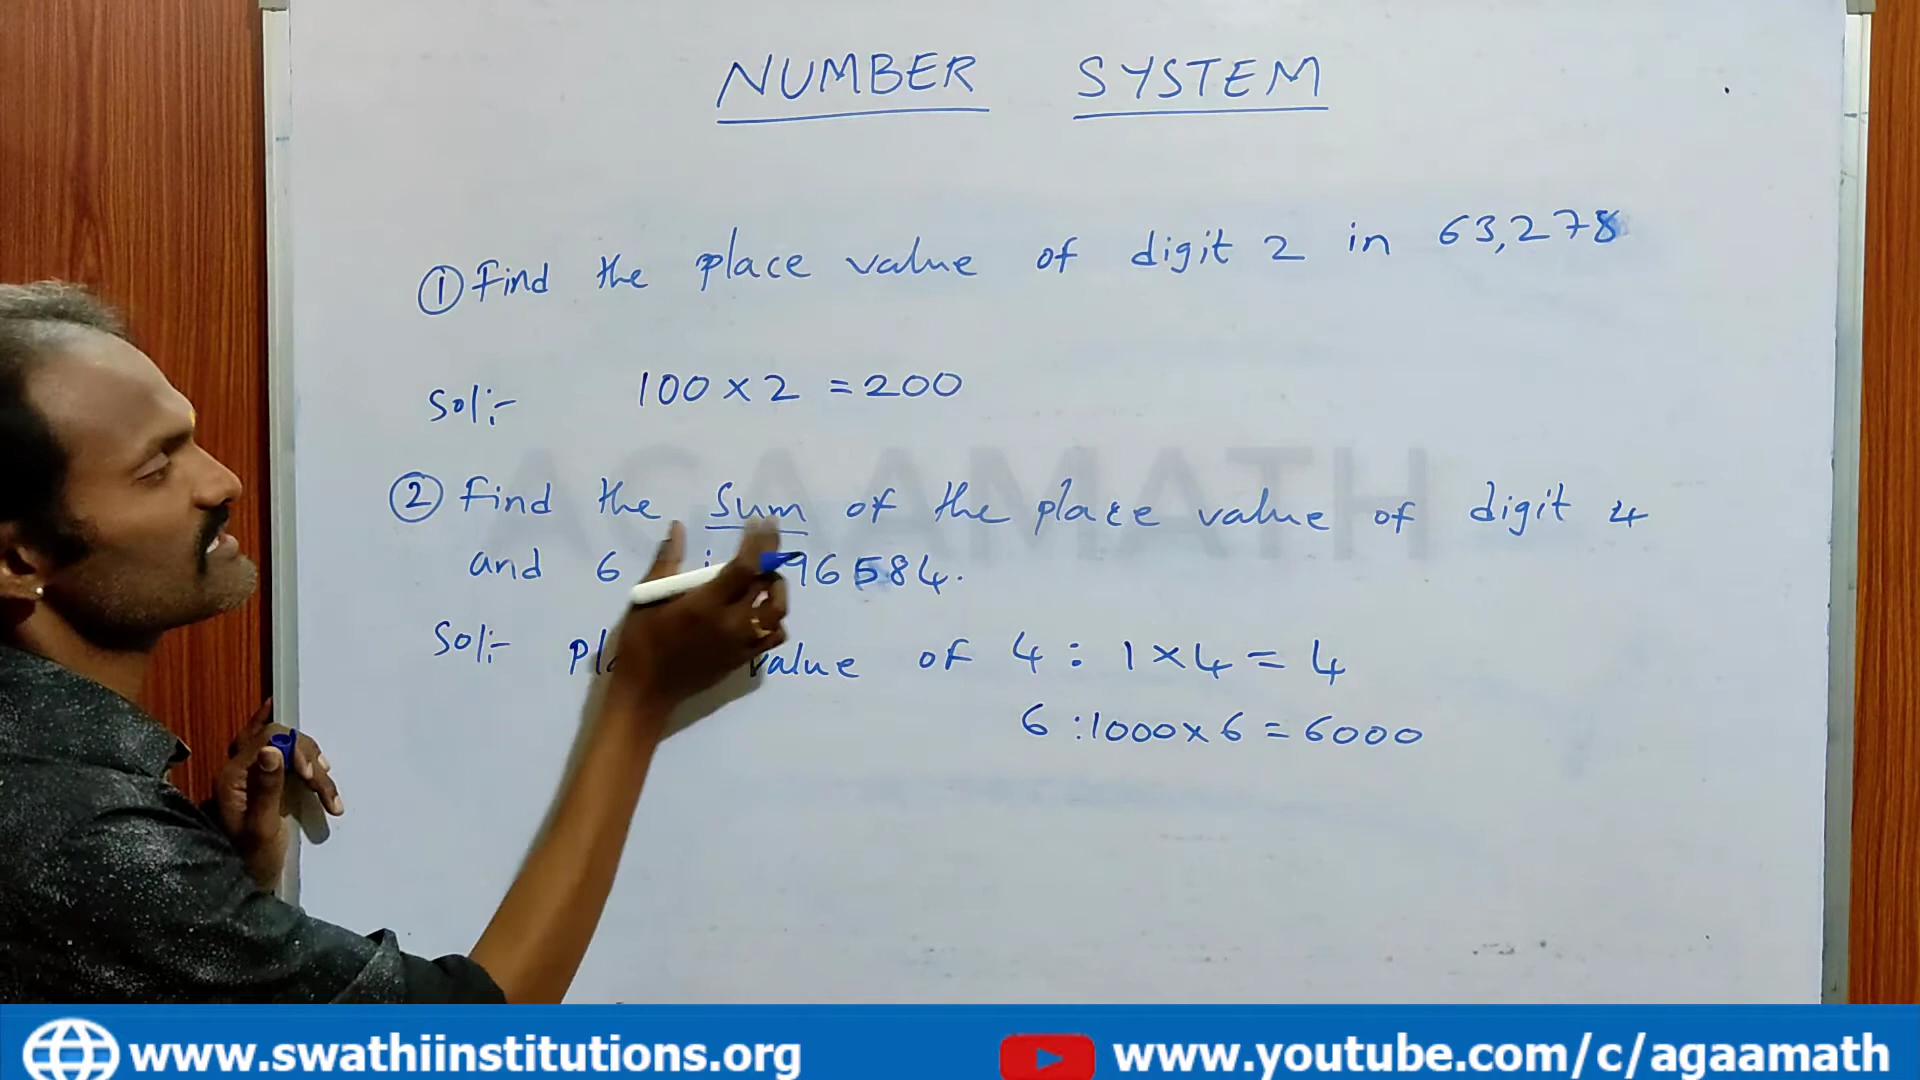 NUMBER SYSTEM
① Find the place value of digit 2 in 63,278
Sol:- 100 × 2 = 200
AGAAMATH
② Find the sum of the place value of digit 4
and 6 96584.
Sol:- value of 4 : 1 × 4 = 4
6 : 1000 × 6 = 6000
www.swathiinstitutions.org
www.youtube.com/c/agaamath